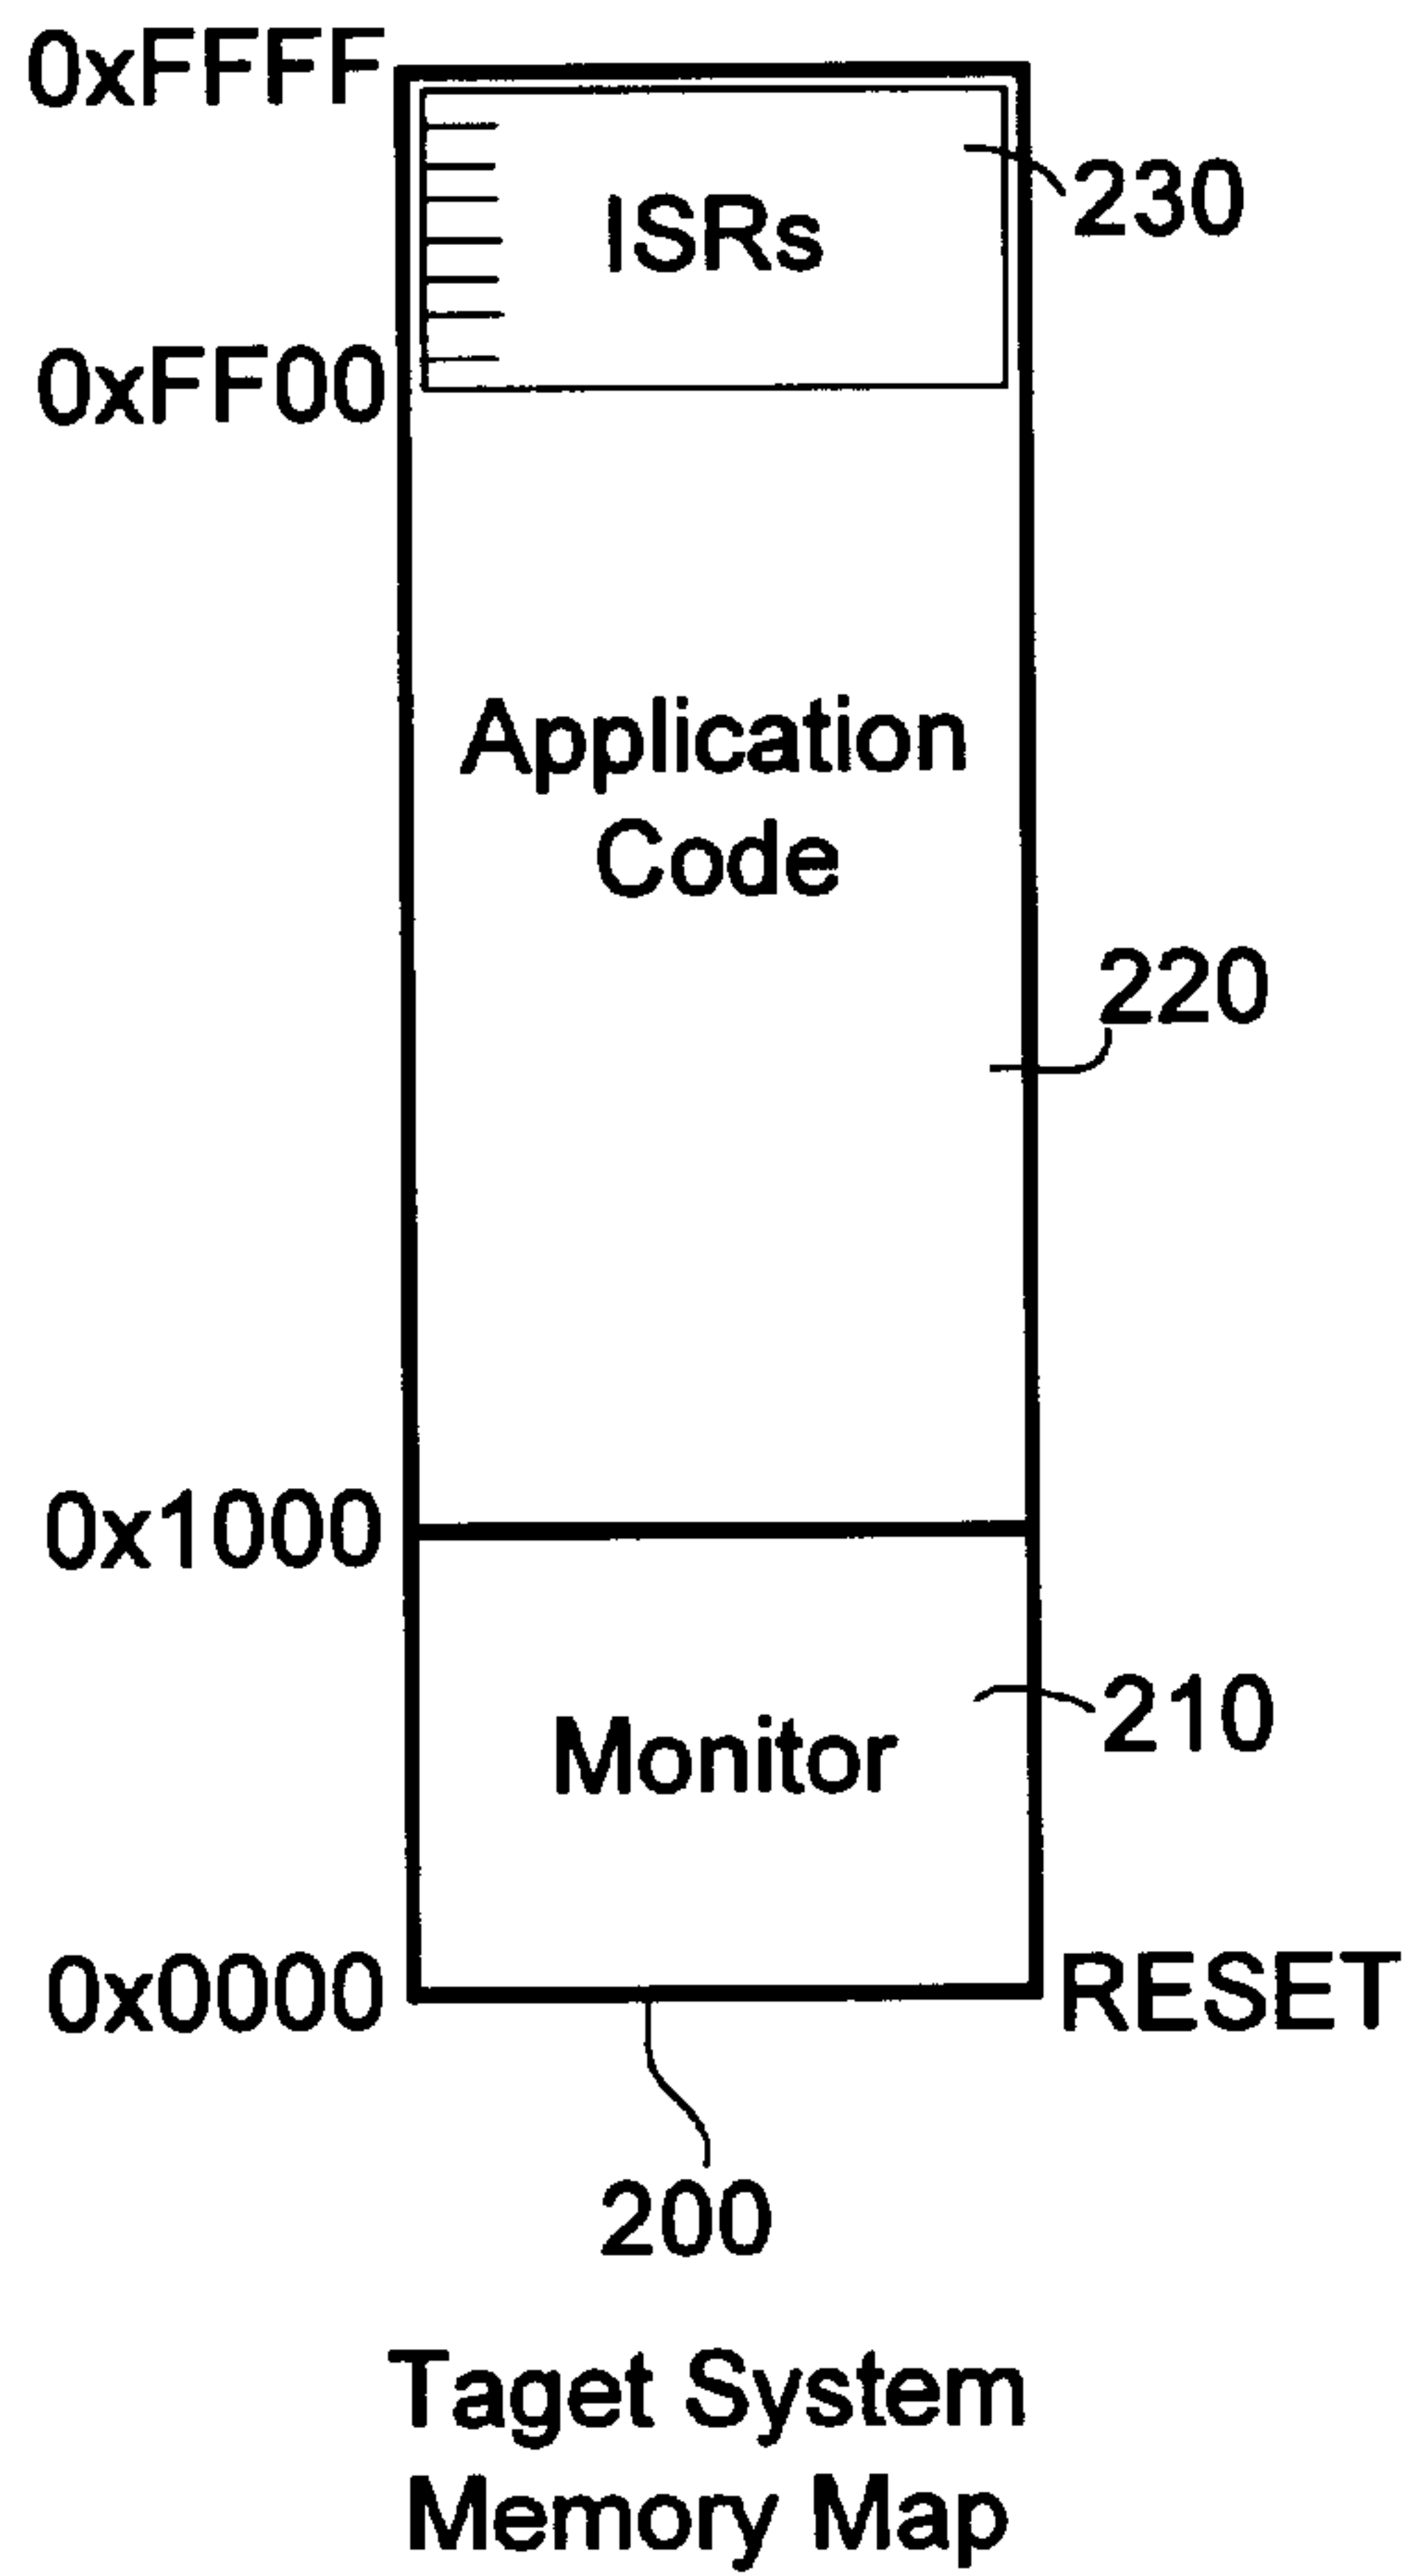 0xFFFF
230
ISRs
0xFF00
Application
Code
220
0x1000
210
Monitor
0x0000
RESET
200
Taget System
Memory Map